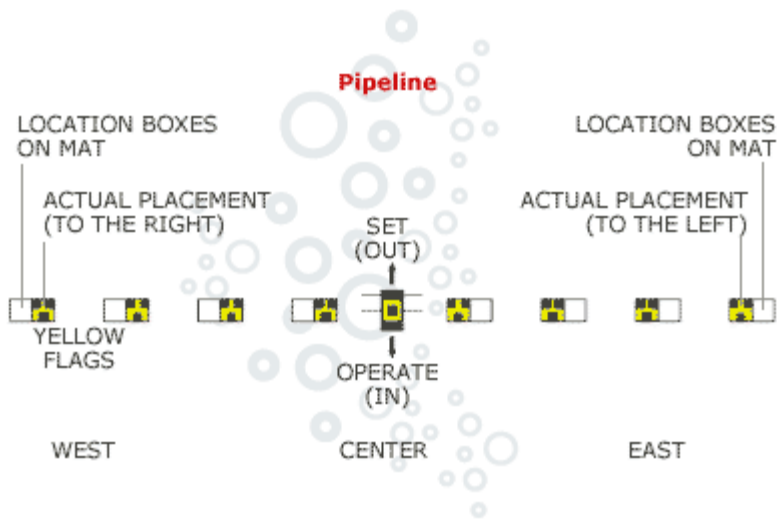 Pipeline
LOCATION BOXES
ON MAT
LOCATION BOXES
ON MAT
ACTUAL PLACEMENT
(TO THE RIGHT)
ACTUAL PLACEMENT
(TO THE LEFT)
SET
(OUT)
YELLOW
FLAGS
OPERATE
(IN)
WEST
CENTER
EAST